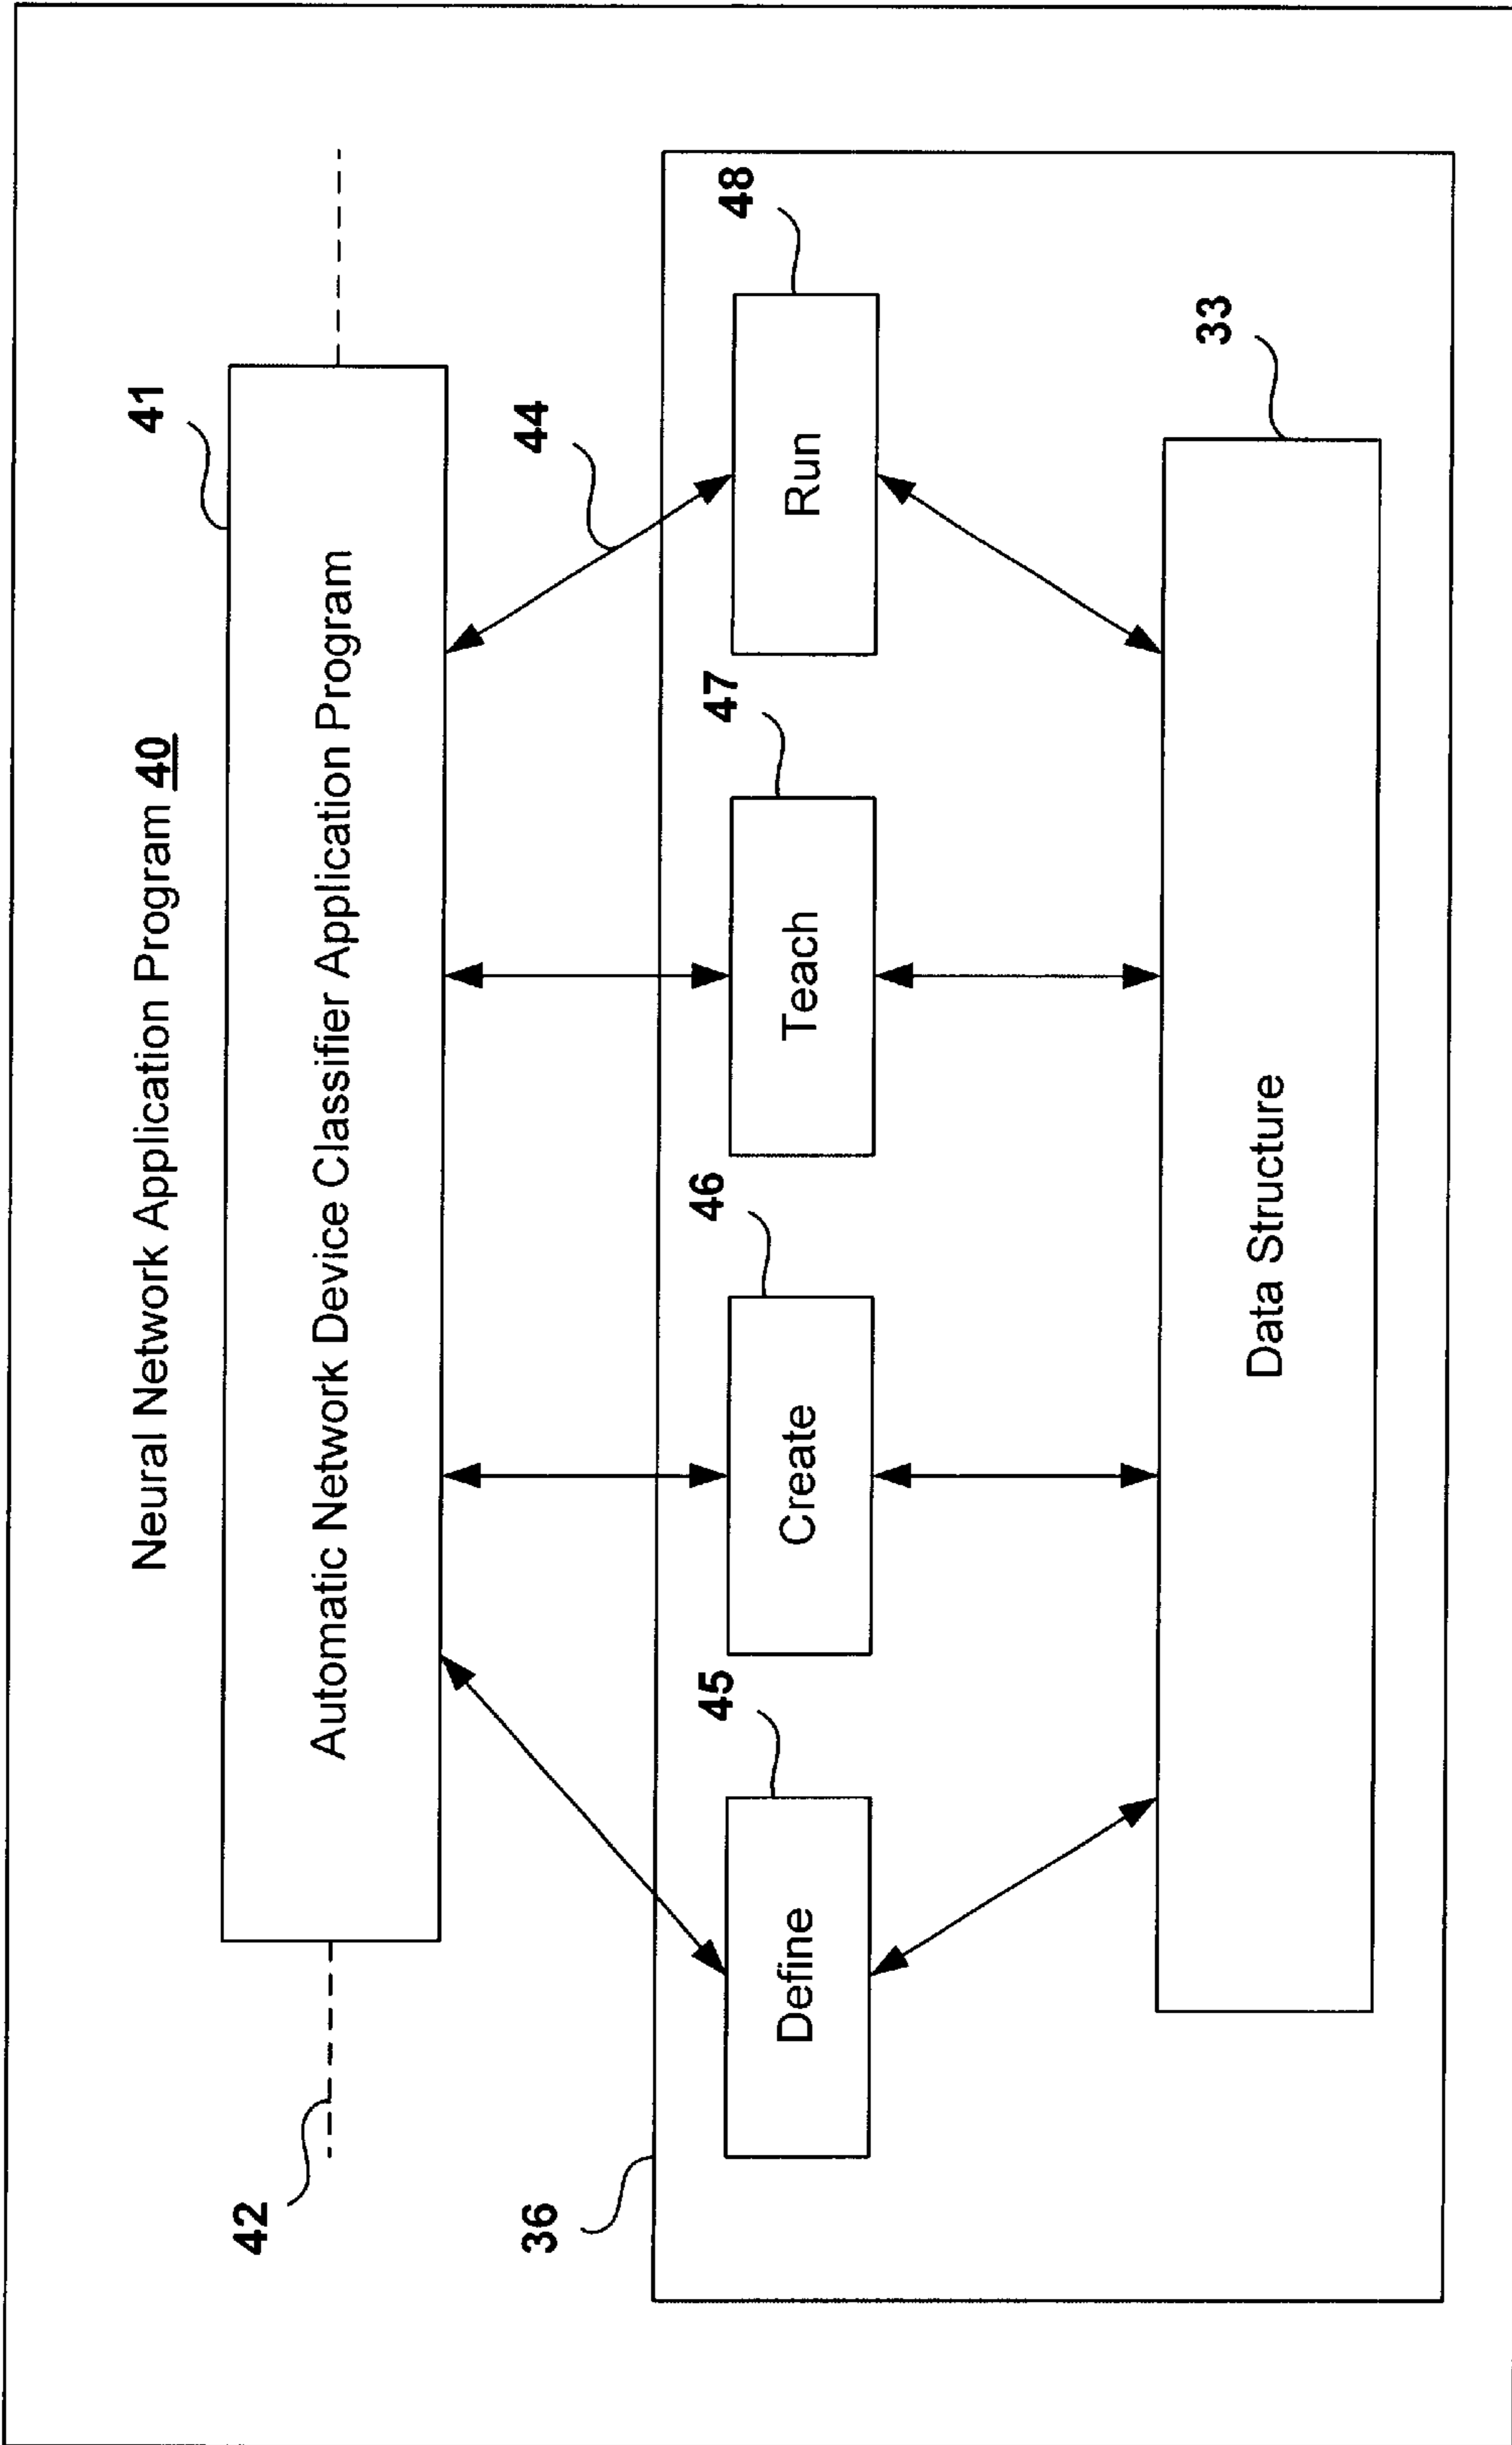 Neural Network Application Program 40
41
Automatic Network Device Classifier Application Program
42
44
36
45
46
47
48
Define
Create
Teach
Run
33
Data Structure